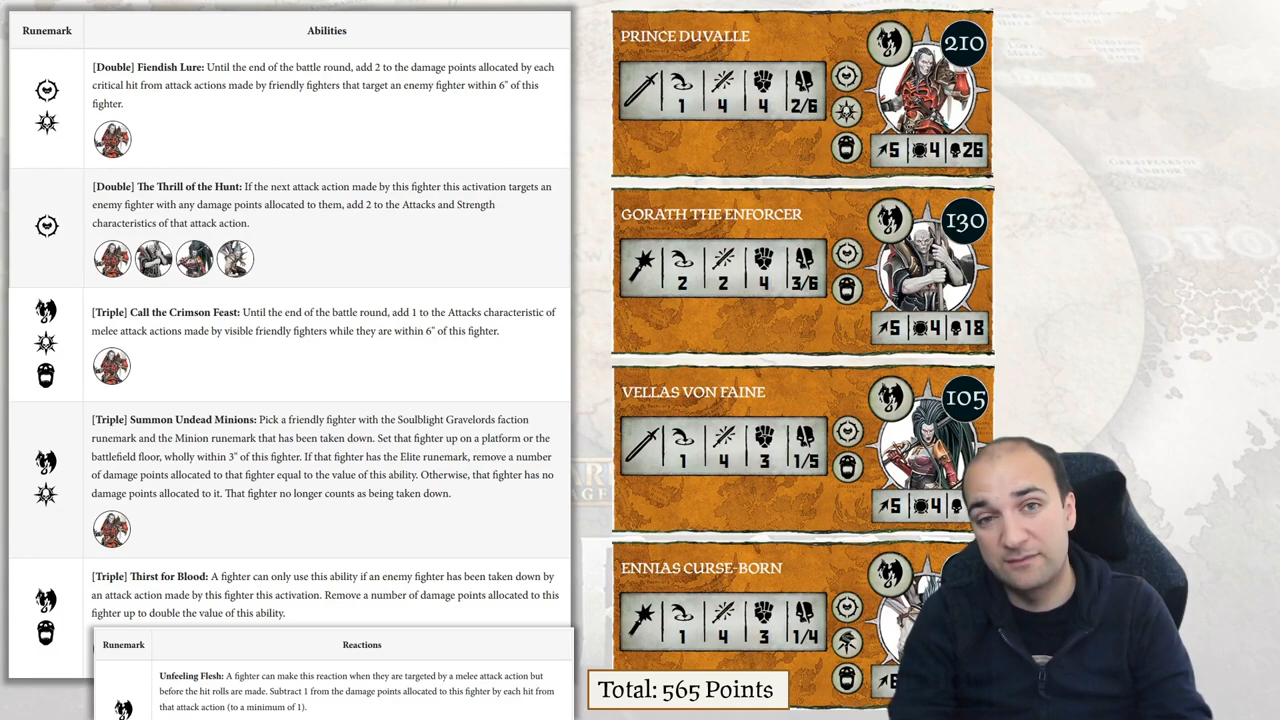 Runemark Abilities
[Double] Fiendish Lure: Until the end of the battle round, add 2 to the damage points allocated by each
critical hit from attack actions made by friendly fighters that target an enemy fighter within 6" of this
fighter.
[Double] The Thrill of the Hunt: If the next attack action made by this fighter this activation targets an
enemy fighter with any damage points allocated to them, add 2 to the Attacks and Strength
characteristics of that attack action.
[Triple] Call the Crimson Feast: Until the end of the battle round, add 1 to the Attacks characteristic of
melee attack actions made by visible friendly fighters while they are within 6" of this fighter.
[Triple] Summon Undead Minions: Pick a friendly fighter with the Soulblight Gravelords faction
runemark and the Minion runemark that has been taken down. Set that fighter up on a platform or the
battlefield floor, wholly within 3" of this fighter. If that fighter has the Elite runemark, remove a number
of damage points allocated to that fighter equal to the value of this ability. Otherwise, that fighter has no
damage points allocated to it. That fighter no longer counts as being taken down.
[Triple] Thirst for Blood: A fighter can only use this ability if an enemy fighter has been taken down by
an attack action made by this fighter this activation. Remove a number of damage points allocated to this
fighter up to double the value of this ability.
Runemark Reactions
Unfeeling Flesh: A fighter can make this reaction when they are targeted by a melee attack action but
before the hit rolls are made. Subtract 1 from the damage points allocated to this fighter by each hit from
that attack action (to a minimum of 1).
PRINCE DUVALLE 210
1 4 4 2/6
5 4 26
GORATH THE ENFORCER 130
2 2 4 3/6
5 4 18
VELLAS VON FAINE 105
1 4 3 1/5
5 4
ENNIAS CURSE-BORN
1 4 3 1/4
Total: 565 Points